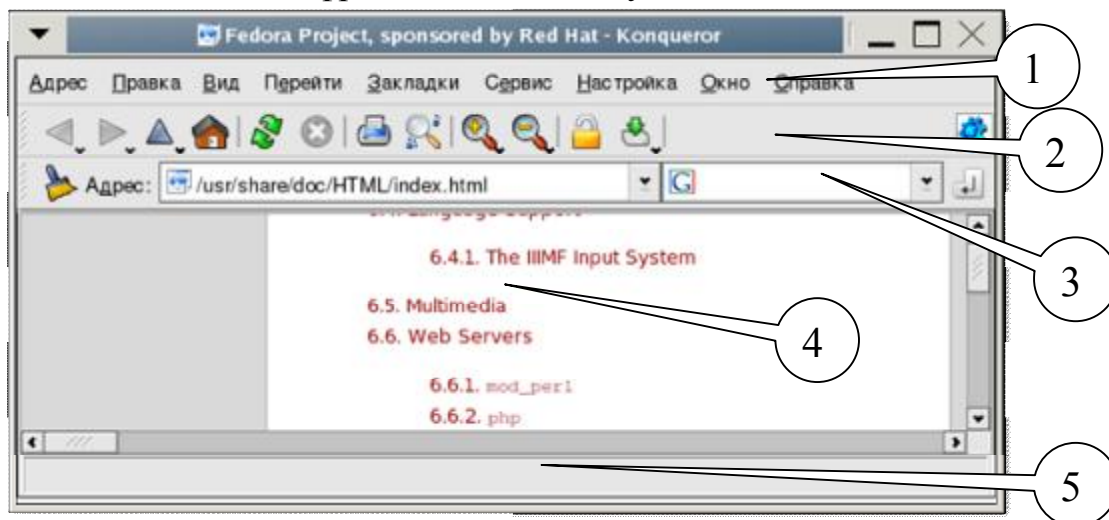 Fedora Project, sponsored by Red Hat - Konqueror
Адрес Правка Вид Перейти Закладки Сервис Настройка Окно Справка
1
2
Адрес: /usr/share/doc/HTML/index.html G
3
Language Support
6.4.1. The IIIMF Input System
6.5. Multimedia
6.6. Web Servers
4
6.6.1. mod_perl
6.6.2. php
5